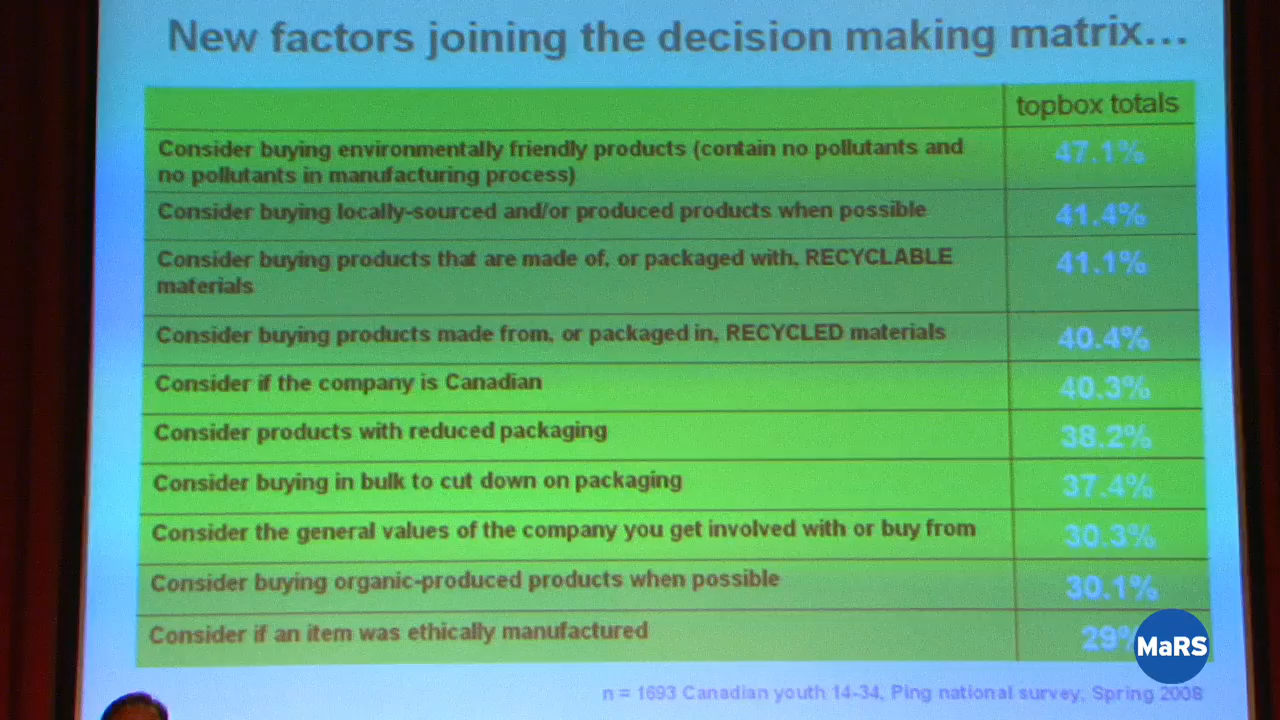 New factors joining the decision making matrix...
topbox totals
Consider buying environmentally friendly products (contain no pollutants and
no pollutants in manufacturing process)
47.1%
Consider buying locally-sourced and/or produced products when possible
41.4%
Consider buying products that are made of, or packaged with, RECYCLABLE
materials
41.1%
Consider buying products made from, or packaged in, RECYCLED materials
40.4%
Consider if the company is Canadian
40.3%
Consider products with reduced packaging
38.2%
Consider buying in bulk to cut down on packaging
37.4%
Consider the general values of the company you get involved with or buy from
30.3%
Consider buying organic-produced products when possible
30.1%
Consider if an item was ethically manufactured
29%
MaRS
n = 1693 Canadian youth 14-34, Ping national survey, Spring 2008